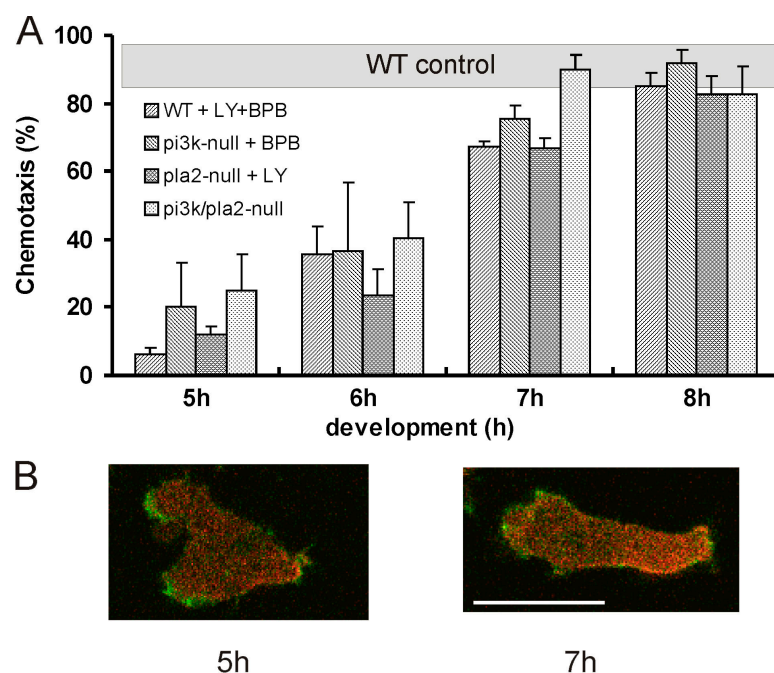 A
100
WT control
80
WT + LY+BPB
pi3k-null + BPB
pla2-null + LY
pi3k/pla2-null
60
40
20
0
Chemotaxis (%)
5h
6h
7h
8h
development (h)
B
5h
7h